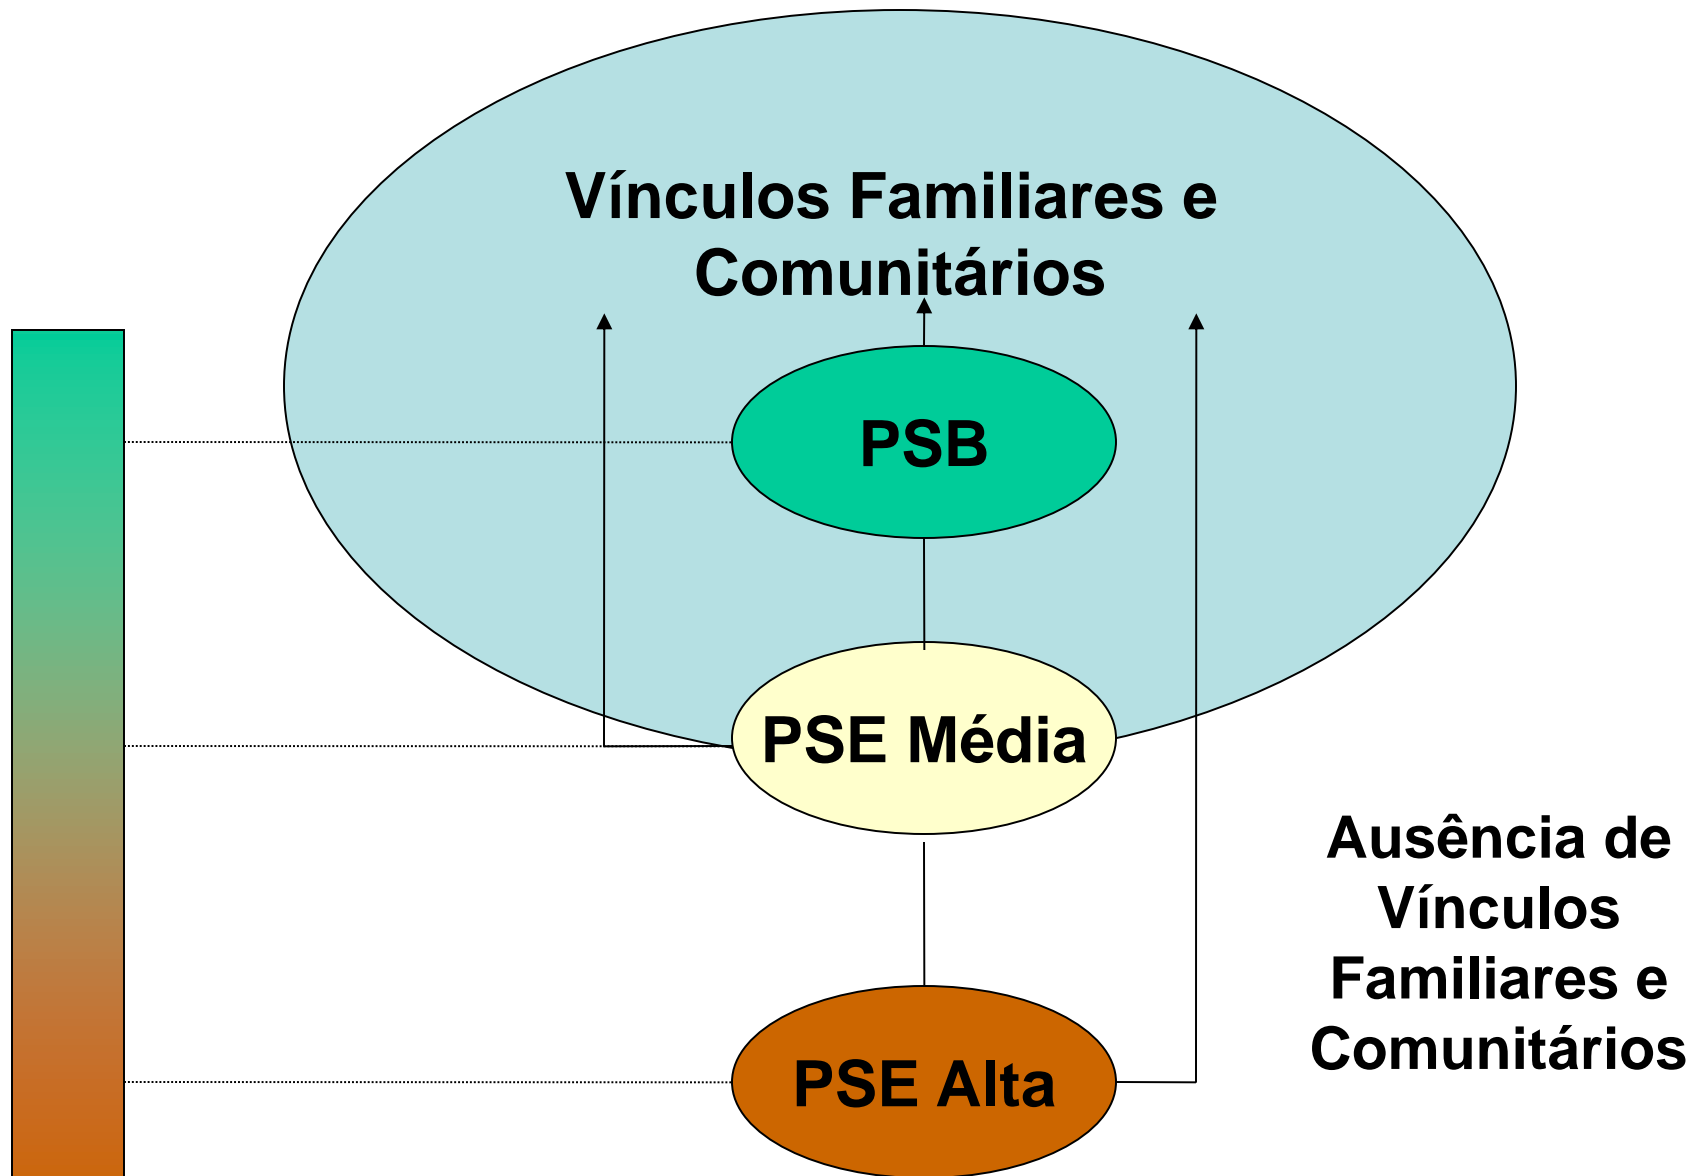 Vínculos Familiares e
Comunitários
PSB
PSE Média
Ausência de
Vínculos
Familiares e
Comunitários
PSE Alta